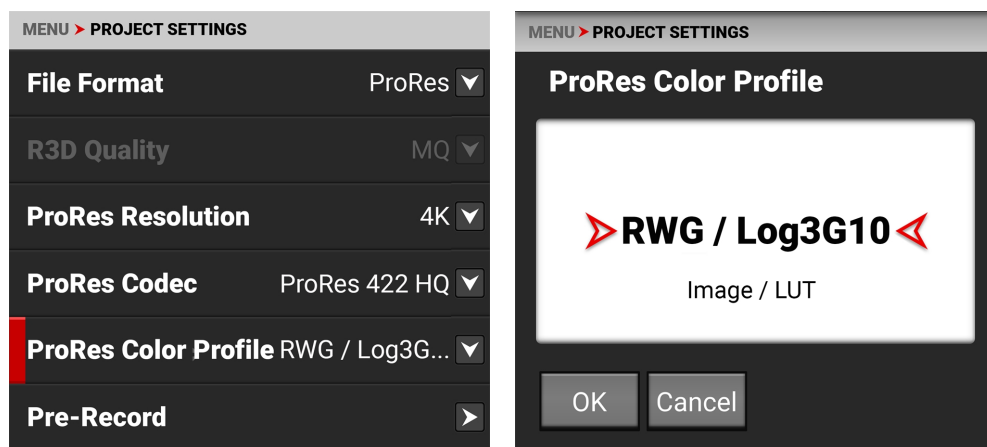 MENU > PROJECT SETTINGS
File Format ProRes
R3D Quality MQ
ProRes Resolution 4K
ProRes Codec ProRes 422 HQ
ProRes Color Profile RWG / Log3G...
Pre-Record
MENU > PROJECT SETTINGS
ProRes Color Profile
RWG / Log3G10
Image / LUT
OK Cancel